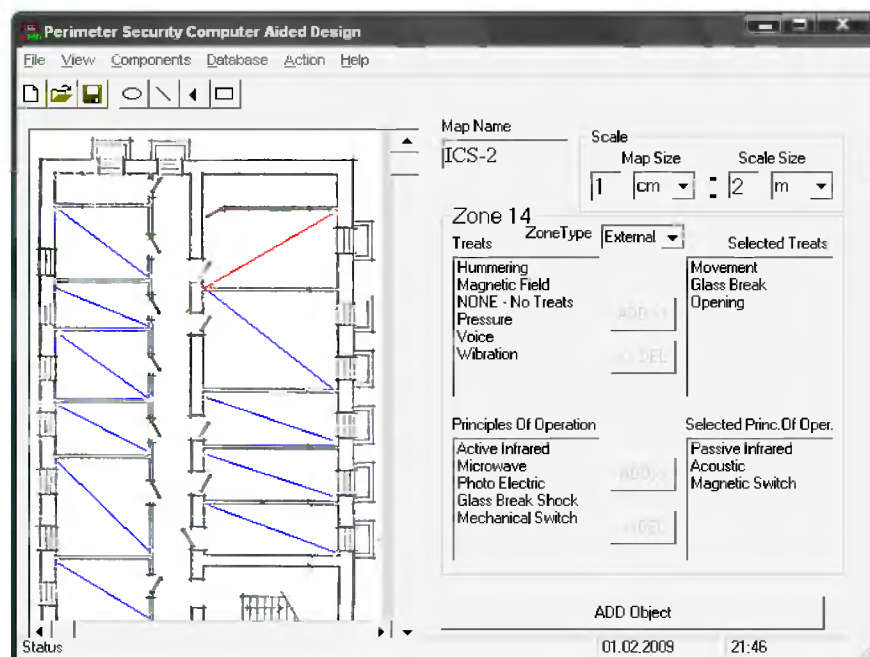 Perimeter Security Computer Aided Design
File View Components Database Action Help
Map Name
ICS-2
Scale
Map Size Scale Size
1 cm : 2 m
Zone 14
Treats ZoneType External Selected Treats
Hummering
Magnetic Field
NONE - No Treats
Pressure
Voice
Wibration
ADD>>
<<DEL
Movement
Glass Break
Opening
Principles Of Operation Selected Princ.Of Oper.
Active Infrared
Microwave
Photo Electric
Glass Break Shock
Mechanical Switch
ADD>>
<<DEL
Passive Infrared
Acoustic
Magnetic Switch
ADD Object
Status 01.02.2009 21:46